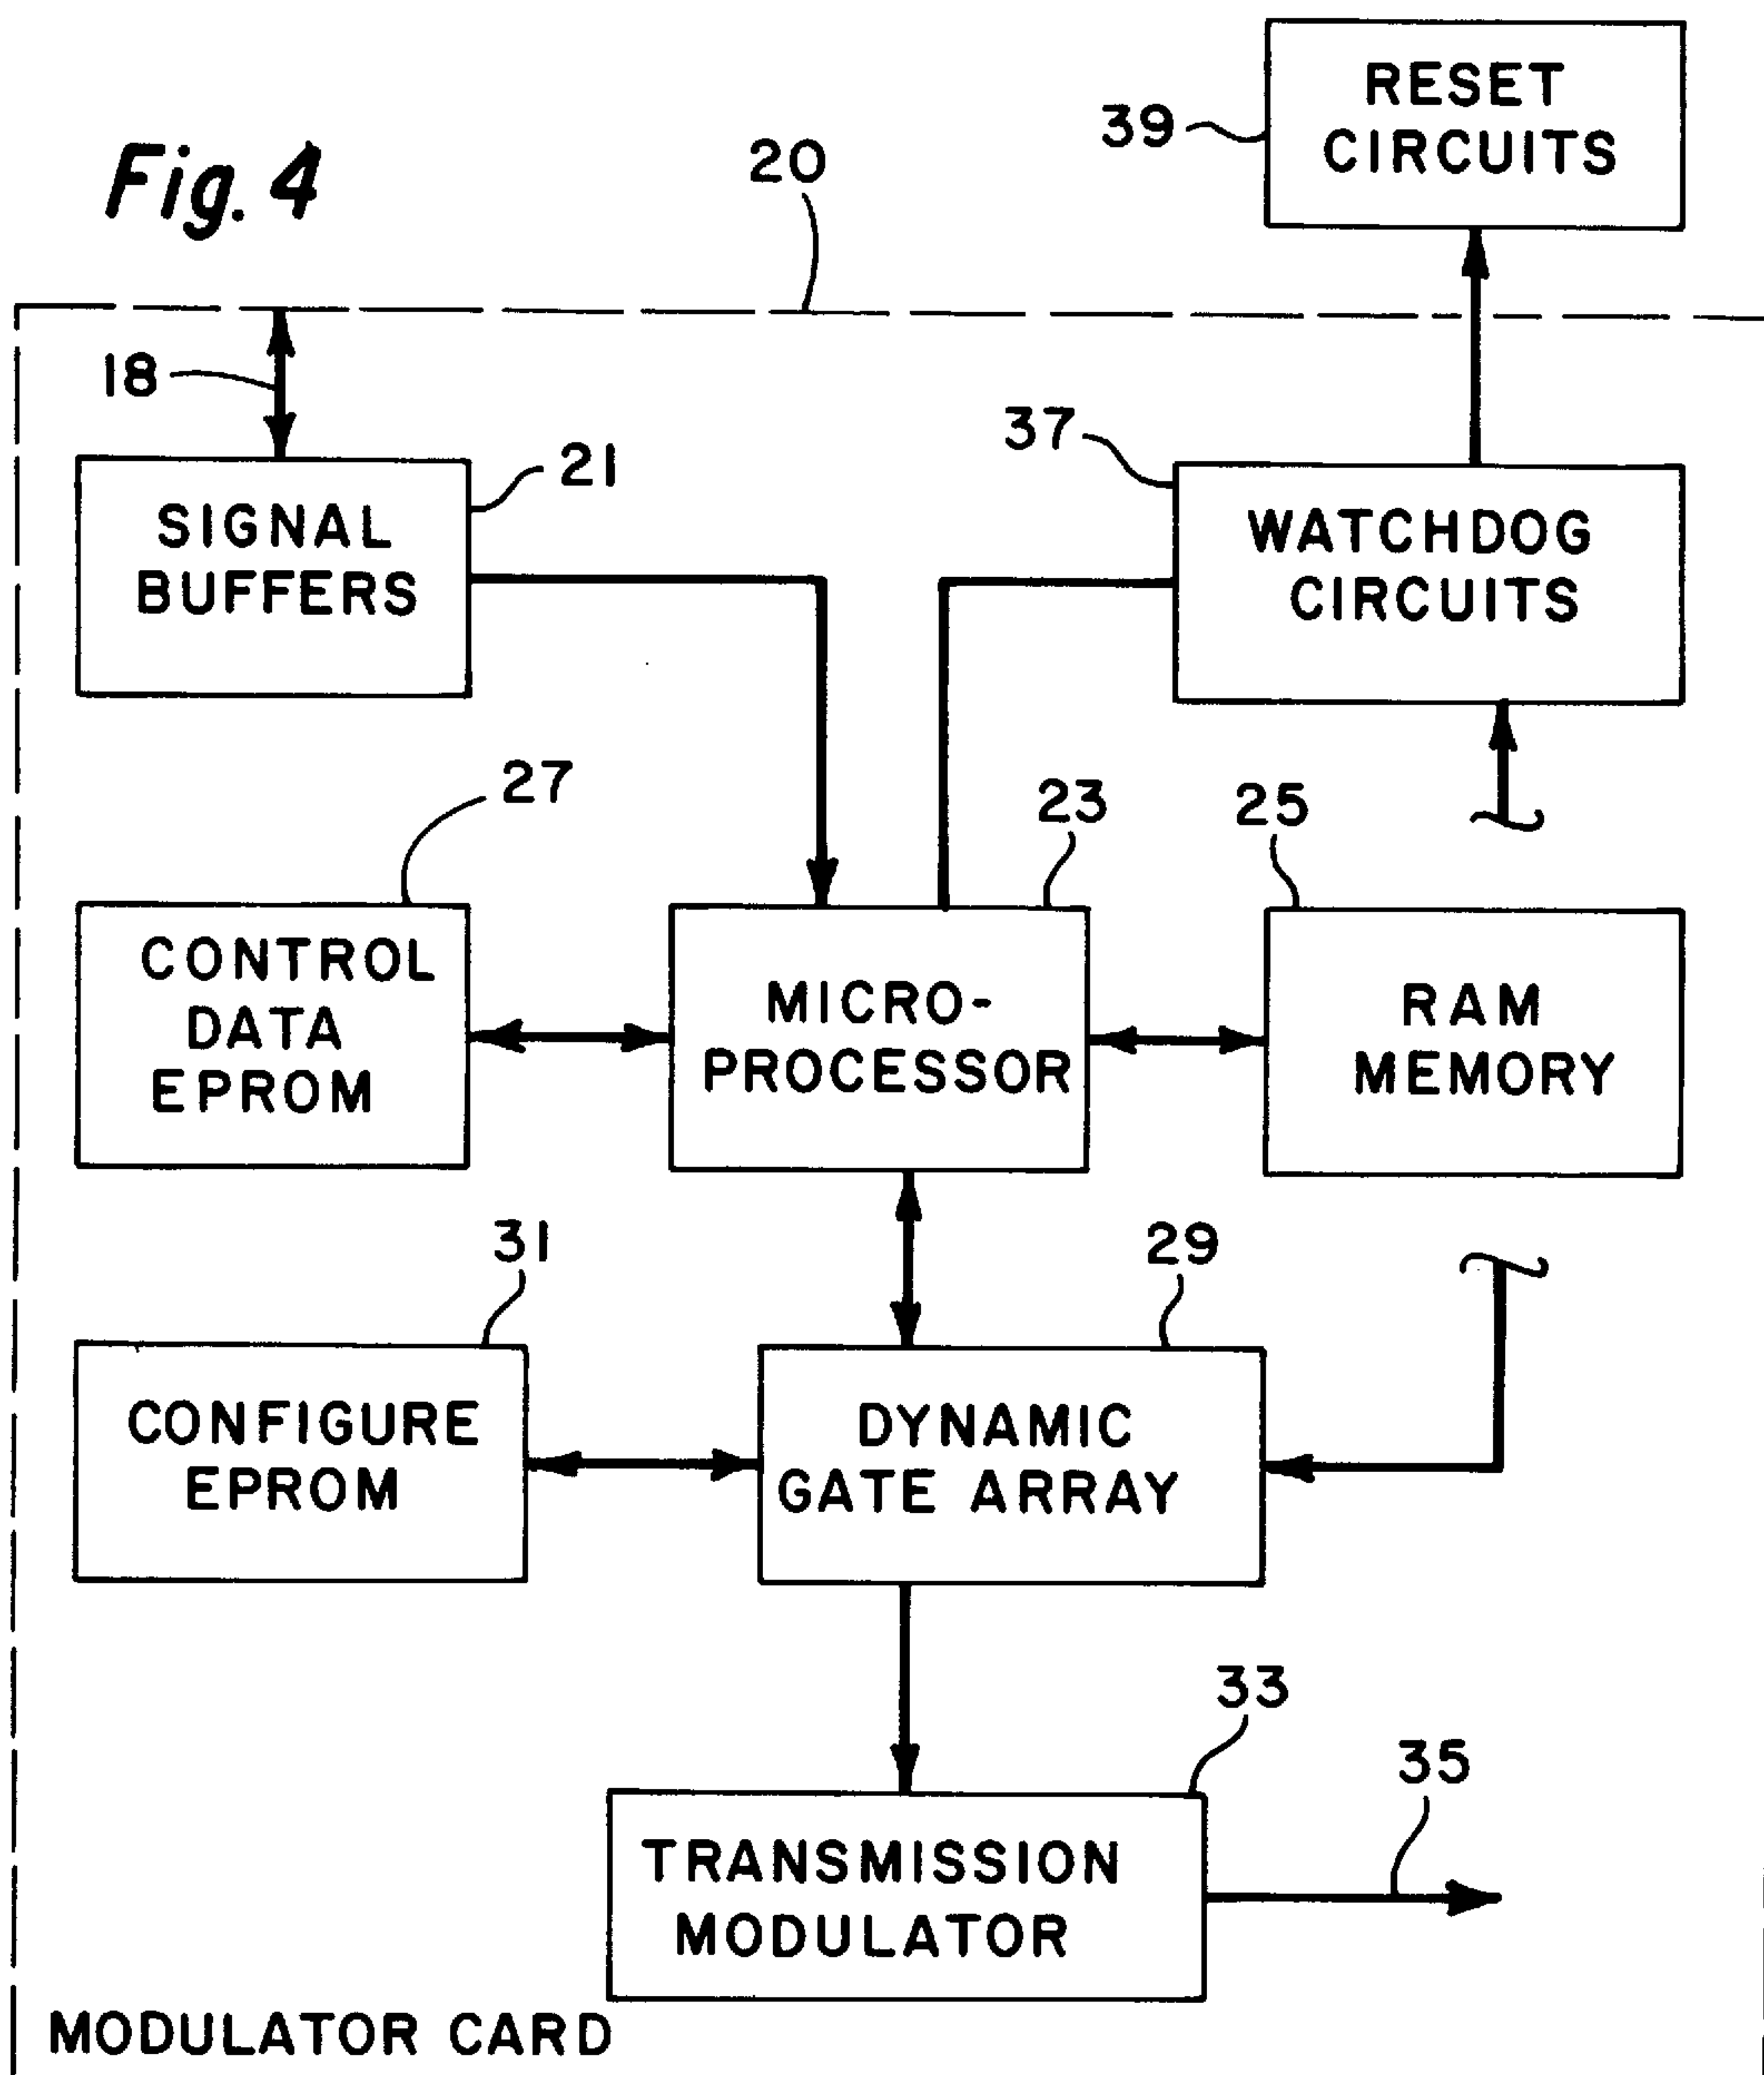 Fig. 4
20
39
RESET
CIRCUITS
18
21
SIGNAL
BUFFERS
37
WATCHDOG
CIRCUITS
27
CONTROL
DATA
EPROM
23
MICRO-
PROCESSOR
25
RAM
MEMORY
31
CONFIGURE
EPROM
29
DYNAMIC
GATE ARRAY
33
TRANSMISSION
MODULATOR
35
MODULATOR CARD